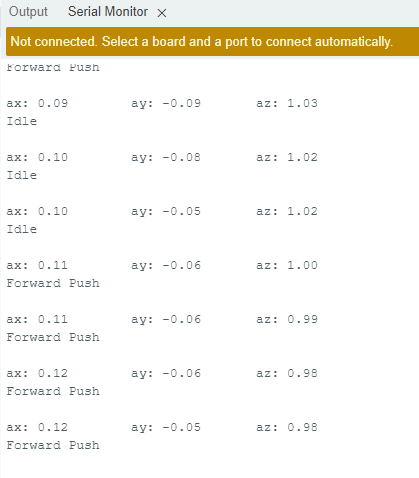 Output Serial Monitor ×
Not connected. Select a board and a port to connect automatically.
Forward Push
ax: 0.09 ay: -0.09 az: 1.03
Idle
ax: 0.10 ay: -0.08 az: 1.02
Idle
ax: 0.10 ay: -0.05 az: 1.02
Idle
ax: 0.11 ay: -0.06 az: 1.00
Forward Push
ax: 0.11 ay: -0.06 az: 0.99
Forward Push
ax: 0.12 ay: -0.06 az: 0.98
Forward Push
ax: 0.12 ay: -0.05 az: 0.98
Forward Push